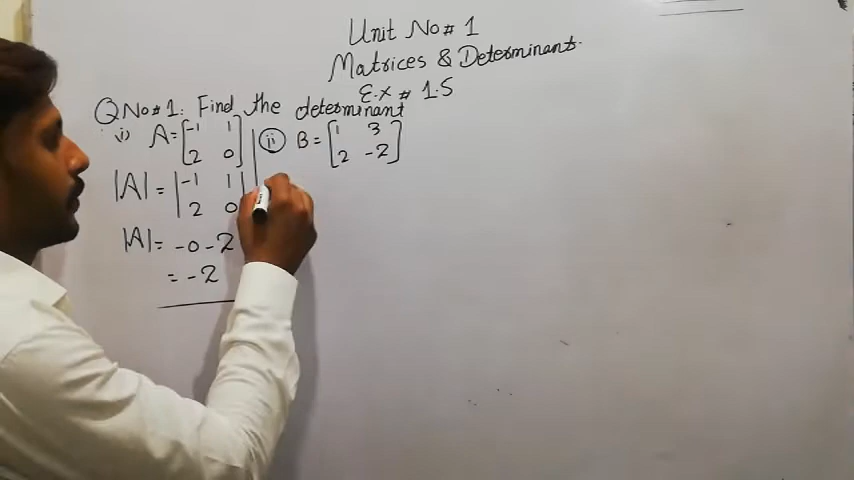 Unit No # 1
Matrices & Determinant.
Ex # 1.5
Q No # 1: Find the determinant
i) A = [-1 1
2 0]
|A| = |-1 1
2 0|
|A| = -0 - 2
= -2
ii) B = [1 3
2 -2]